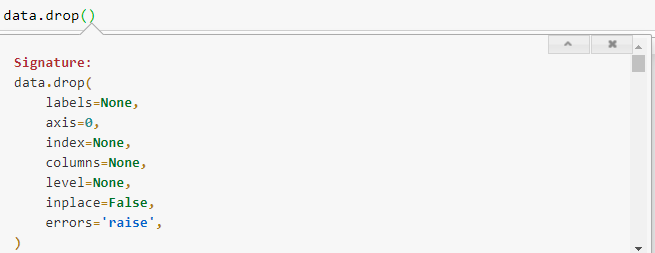 data.drop()
Signature:
data.drop(
    labels=None,
    axis=0,
    index=None,
    columns=None,
    level=None,
    inplace=False,
    errors='raise',
)